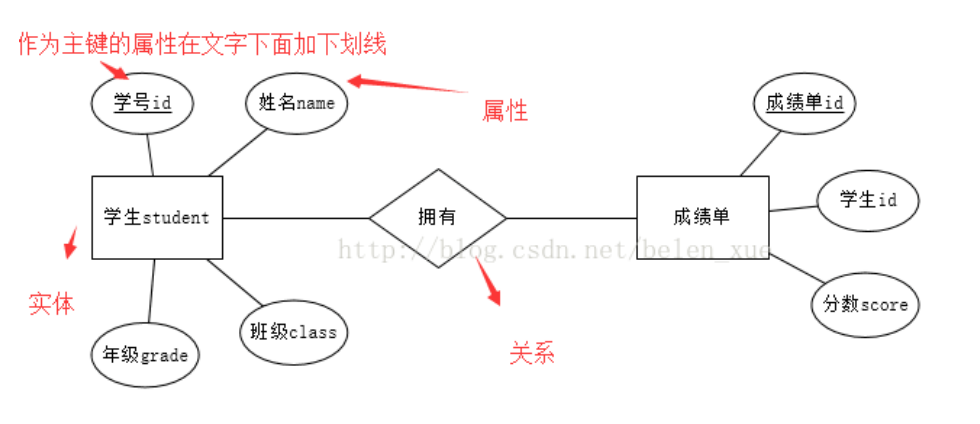 作为主键的属性在文字下面加下划线
学号id
姓名name
属性
成绩单id
学生student
拥有
成绩单
学生id
http://blog.csdn.net/belen_xue
实体
关系
分数score
年级grade
班级class